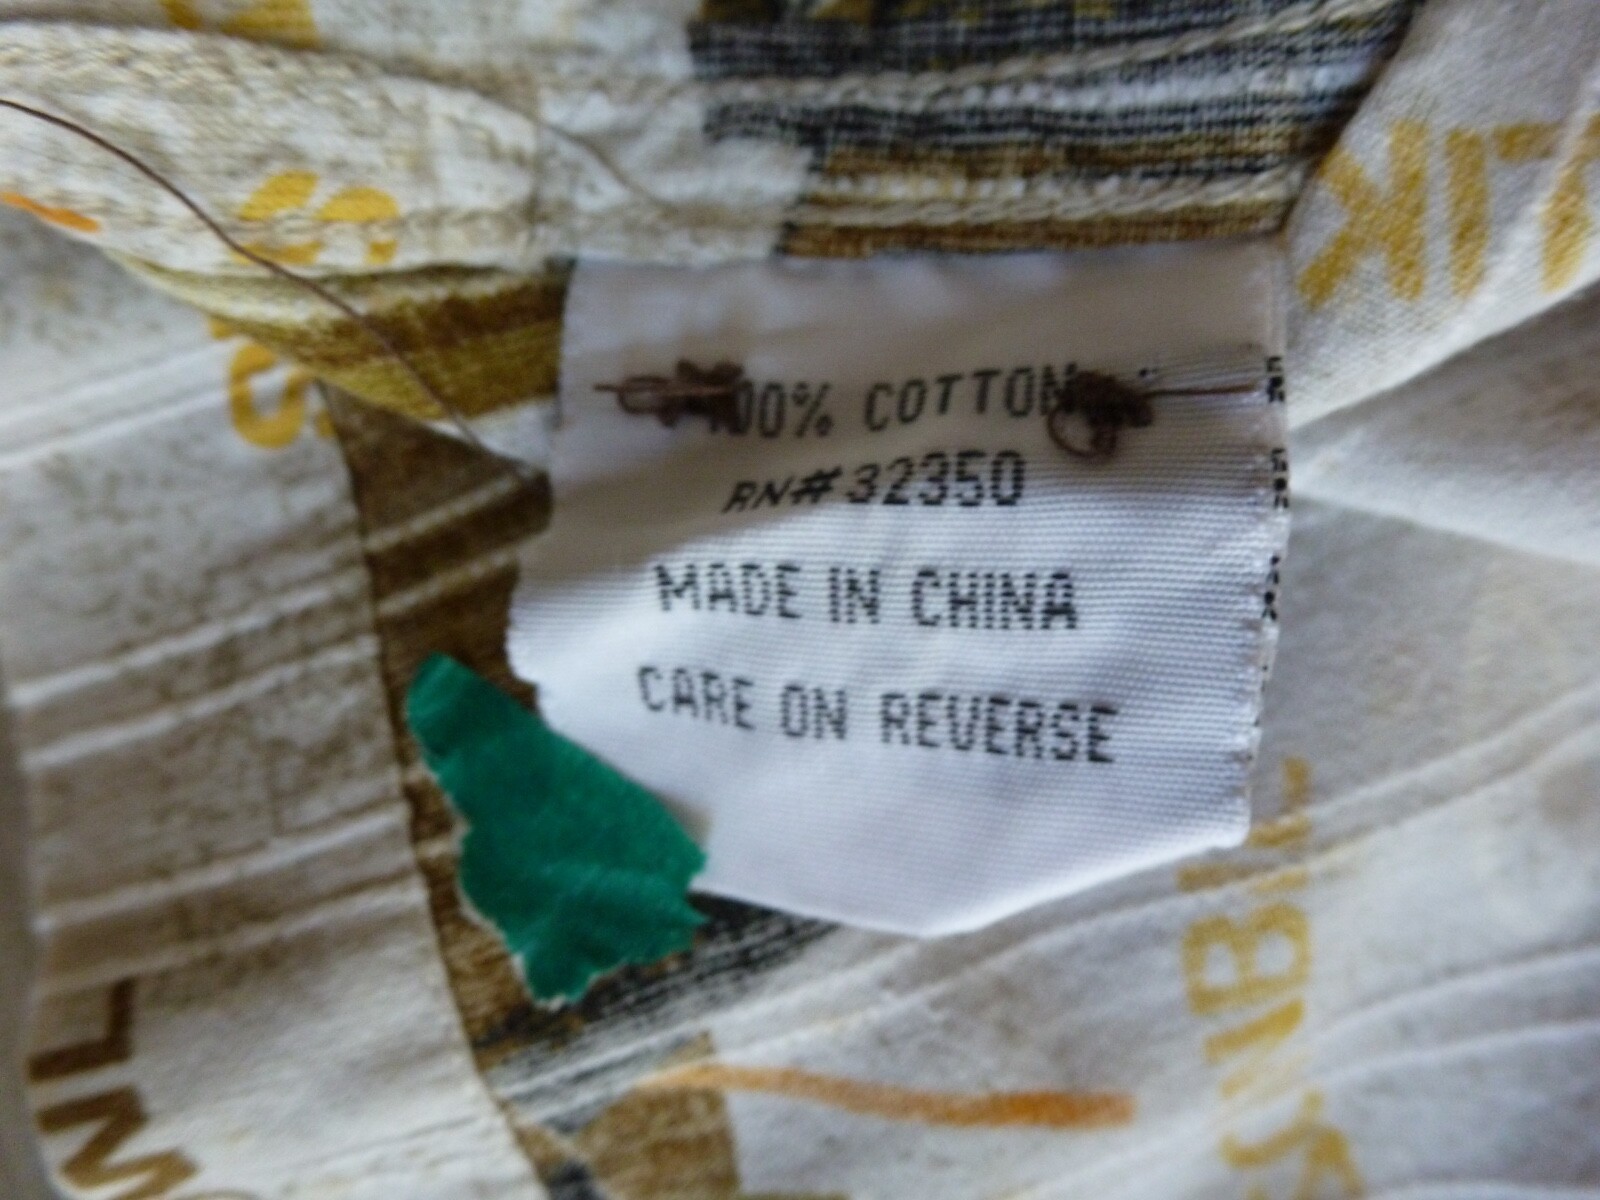 100% COTTON
RN#32350
MADE IN CHINA
CARE ON REVERSE